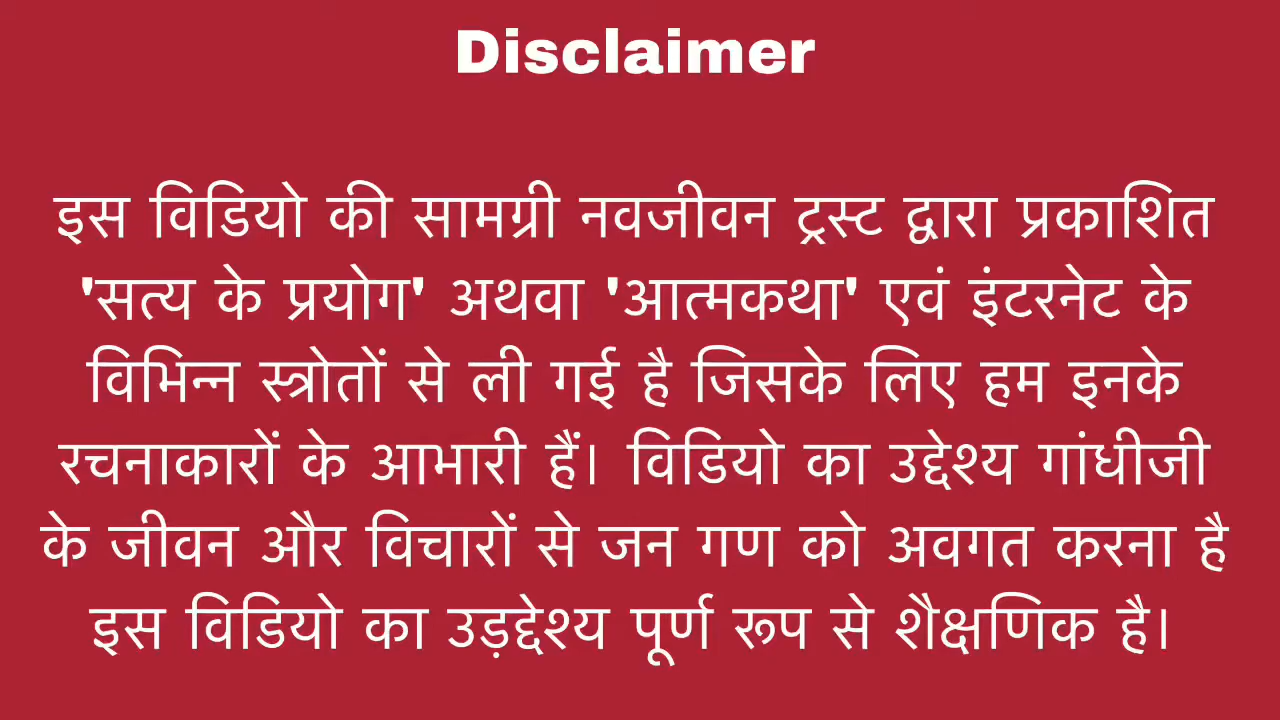 Disclaimer
इस विडियो की सामग्री नवजीवन ट्रस्ट द्वारा प्रकाशित
'सत्य के प्रयोग' अथवा 'आत्मकथा' एवं इंटरनेट के
विभिन्न स्त्रोतों से ली गई है जिसके लिए हम इनके
रचनाकारों के आभारी हैं। विडियो का उद्देश्य गांधीजी
के जीवन और विचारों से जन गण को अवगत करना है
इस विडियो का उड़द्देश्य पूर्ण रूप से शैक्षणिक है।